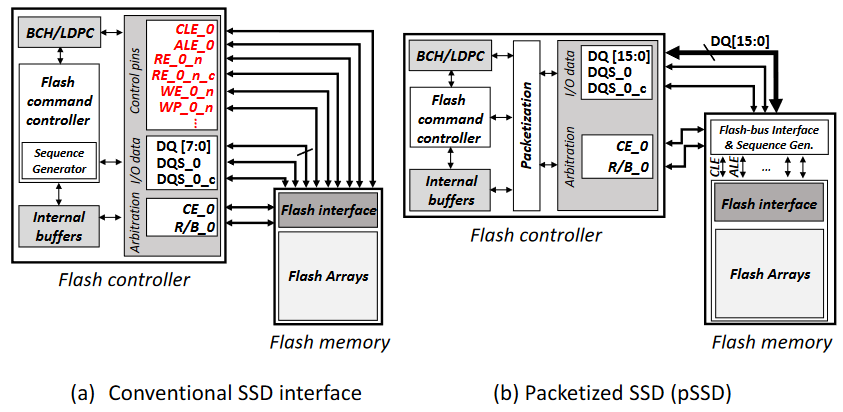 BCH/LDPC
Flash
command
controller
Sequence
Generator
Internal
buffers
Control pins
CLE_0
ALE_0
RE_0_n
RE_0_n_c
WE_0_n
WP_0_n
⋮
I/O data
DQ [7:0]
DQS_0
DQS_0_c
Arbitration
CE_0
R/B_0
Flash controller
Flash interface
Flash Arrays
Flash memory
(a) Conventional SSD interface
BCH/LDPC
Flash
command
controller
Internal
buffers
Packetization
I/O data
DQ [15:0]
DQS_0
DQS_0_c
Arbitration
CE_0
R/B_0
Flash controller
DQ[15:0]
Flash-bus Interface
& Sequence Gen.
CLE
ALE
...
Flash interface
Flash Arrays
Flash memory
(b) Packetized SSD (pSSD)